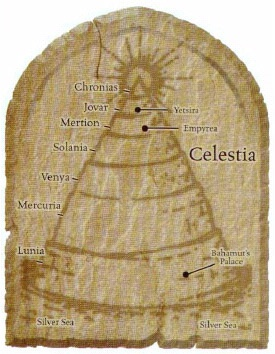 Chronias
Jovar
Yetsira
Mertion
Empyrea
Solania
Celestia
Venya
Mercuria
Lunia
Bahamut's
Palace
Silver Sea
Silver Sea